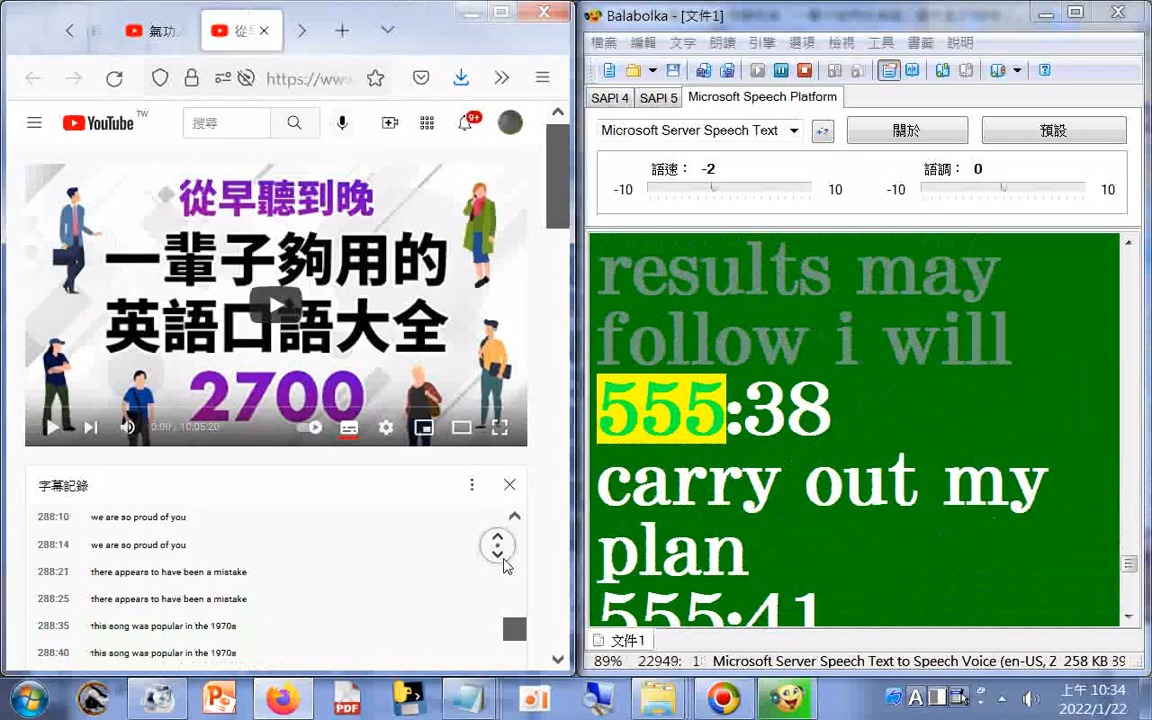 氣功
從
https://www
YouTube TW
搜尋
9+
從早聽到晚
一輩子夠用的
英語口語大全
2700
0:00 / 10:05:20
字幕記錄
288:10 we are so proud of you
288:14 we are so proud of you
288:21 there appears to have been a mistake
288:25 there appears to have been a mistake
288:35 this song was popular in the 1970s
288:40 this song was popular in the 1970s
Balabolka - [文件1]
檔案 編輯 文字 朗讀 引擎 選項 檢視 工具 書籤 說明
SAPI 4 SAPI 5 Microsoft Speech Platform
Microsoft Server Speech Text 關於 預設
語速： -2 語調： 0
-10 10 -10 10
results may
follow i will
555:38
carry out my
plan
555:41
文件1
89% 22949: Microsoft Server Speech Text to Speech Voice (en-US, Z 258 KB
上午 10:34
2022/1/22